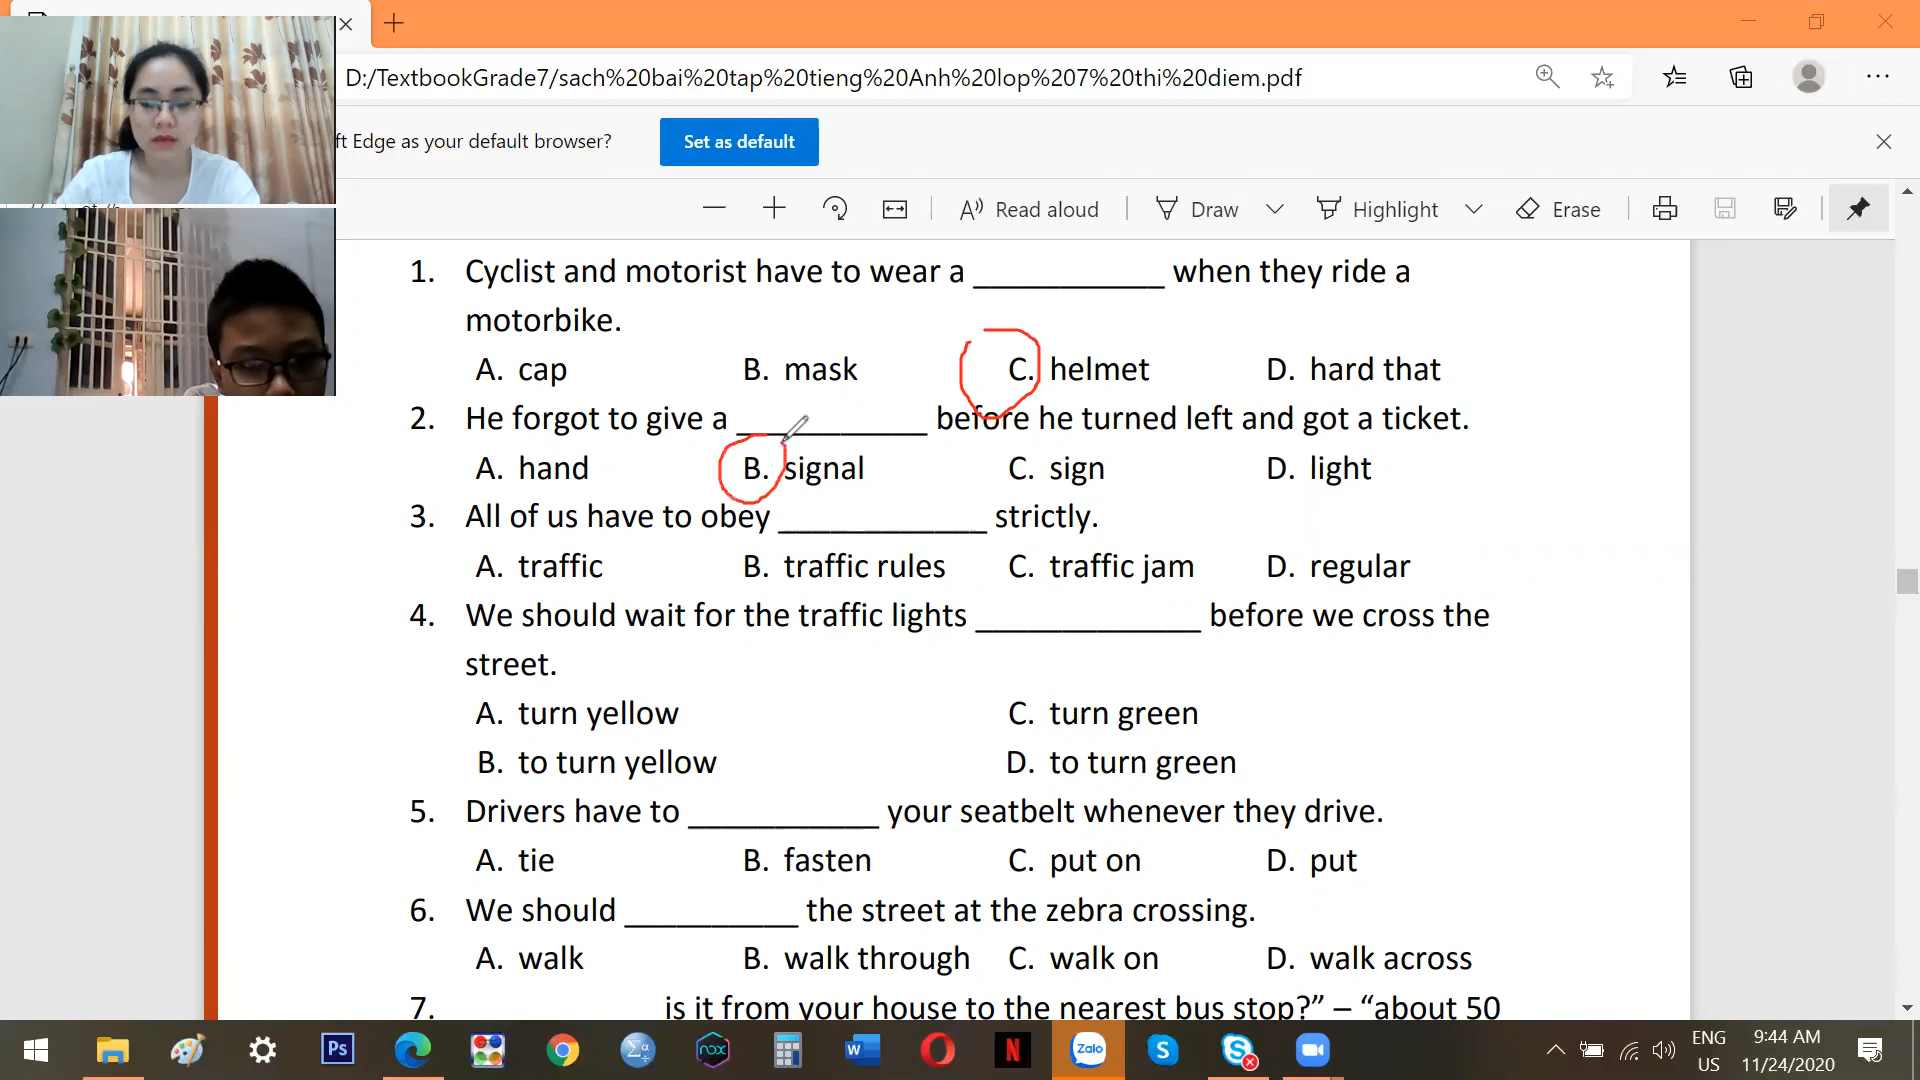 D:/TextbookGrade7/sach%20bai%20tap%20tieng%20Anh%20lop%207%20thi%20diem.pdf
ft Edge as your default browser? Set as default
Read aloud Draw Highlight Erase
1. Cyclist and motorist have to wear a ___________ when they ride a
motorbike.
A. cap B. mask C. helmet D. hard that
2. He forgot to give a ___________ before he turned left and got a ticket.
A. hand B. signal C. sign D. light
3. All of us have to obey ____________ strictly.
A. traffic B. traffic rules C. traffic jam D. regular
4. We should wait for the traffic lights _____________ before we cross the
street.
A. turn yellow C. turn green
B. to turn yellow D. to turn green
5. Drivers have to ___________ your seatbelt whenever they drive.
A. tie B. fasten C. put on D. put
6. We should __________ the street at the zebra crossing.
A. walk B. walk through C. walk on D. walk across
7. ___________ is it from your house to the nearest bus stop?” – “about 50
Ps nox W N Zalo S S
ENG 9:44 AM
US 11/24/2020